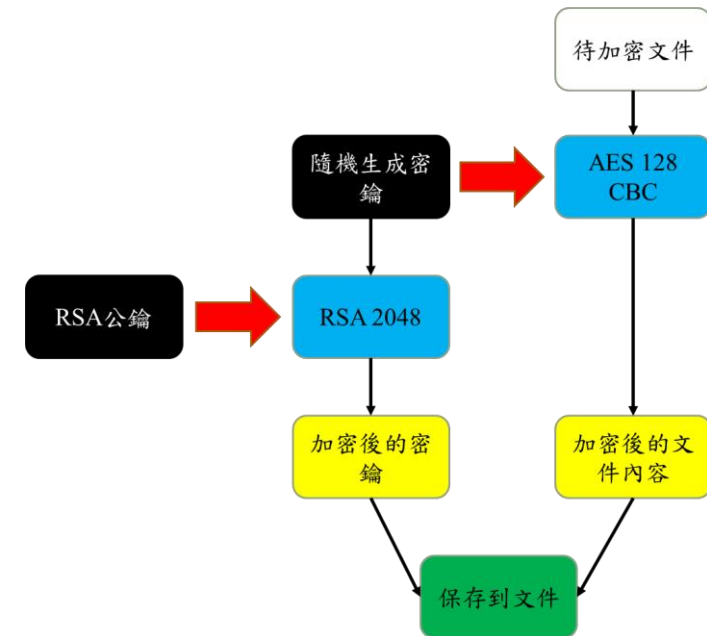 待加密文件
隨機生成密
鑰
AES 128
CBC
RSA公鑰
RSA 2048
加密後的密
鑰
加密後的文
件內容
保存到文件